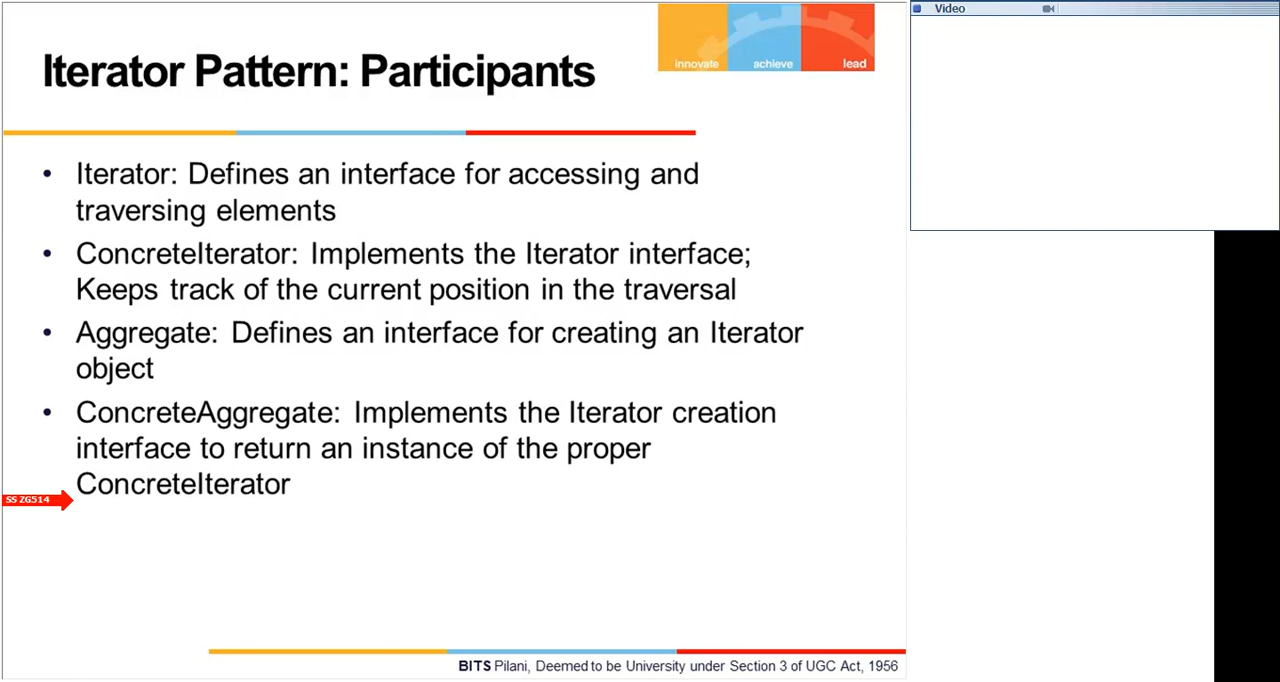 Iterator Pattern: Participants
innovate achieve lead
Video
• Iterator: Defines an interface for accessing and
traversing elements
• ConcreteIterator: Implements the Iterator interface;
Keeps track of the current position in the traversal
• Aggregate: Defines an interface for creating an Iterator
object
• ConcreteAggregate: Implements the Iterator creation
interface to return an instance of the proper
ConcreteIterator
SS ZG514
BITS Pilani, Deemed to be University under Section 3 of UGC Act, 1956